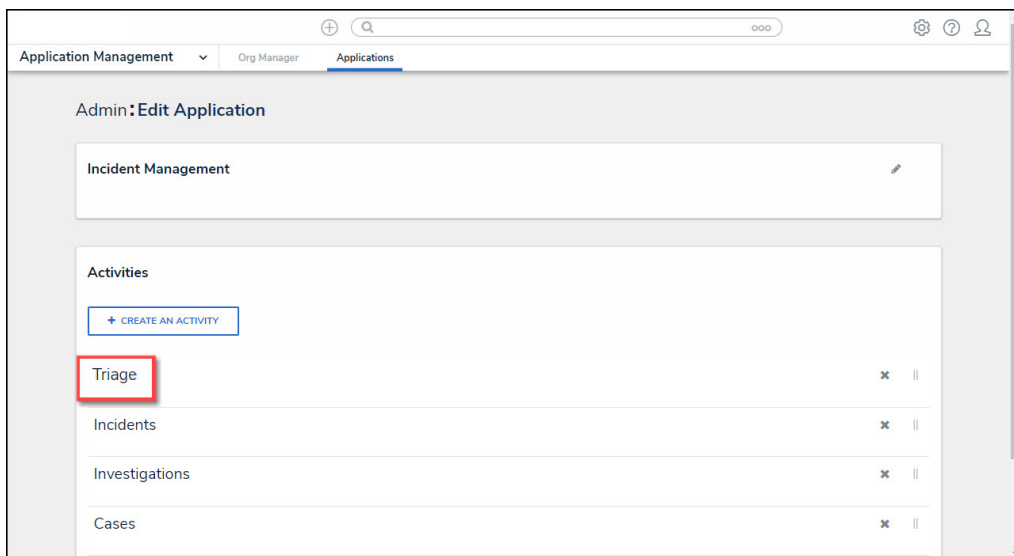 Application Management
Org Manager
Applications
Admin:Edit Application
Incident Management
Activities
+ CREATE AN ACTIVITY
Triage
Incidents
Investigations
Cases